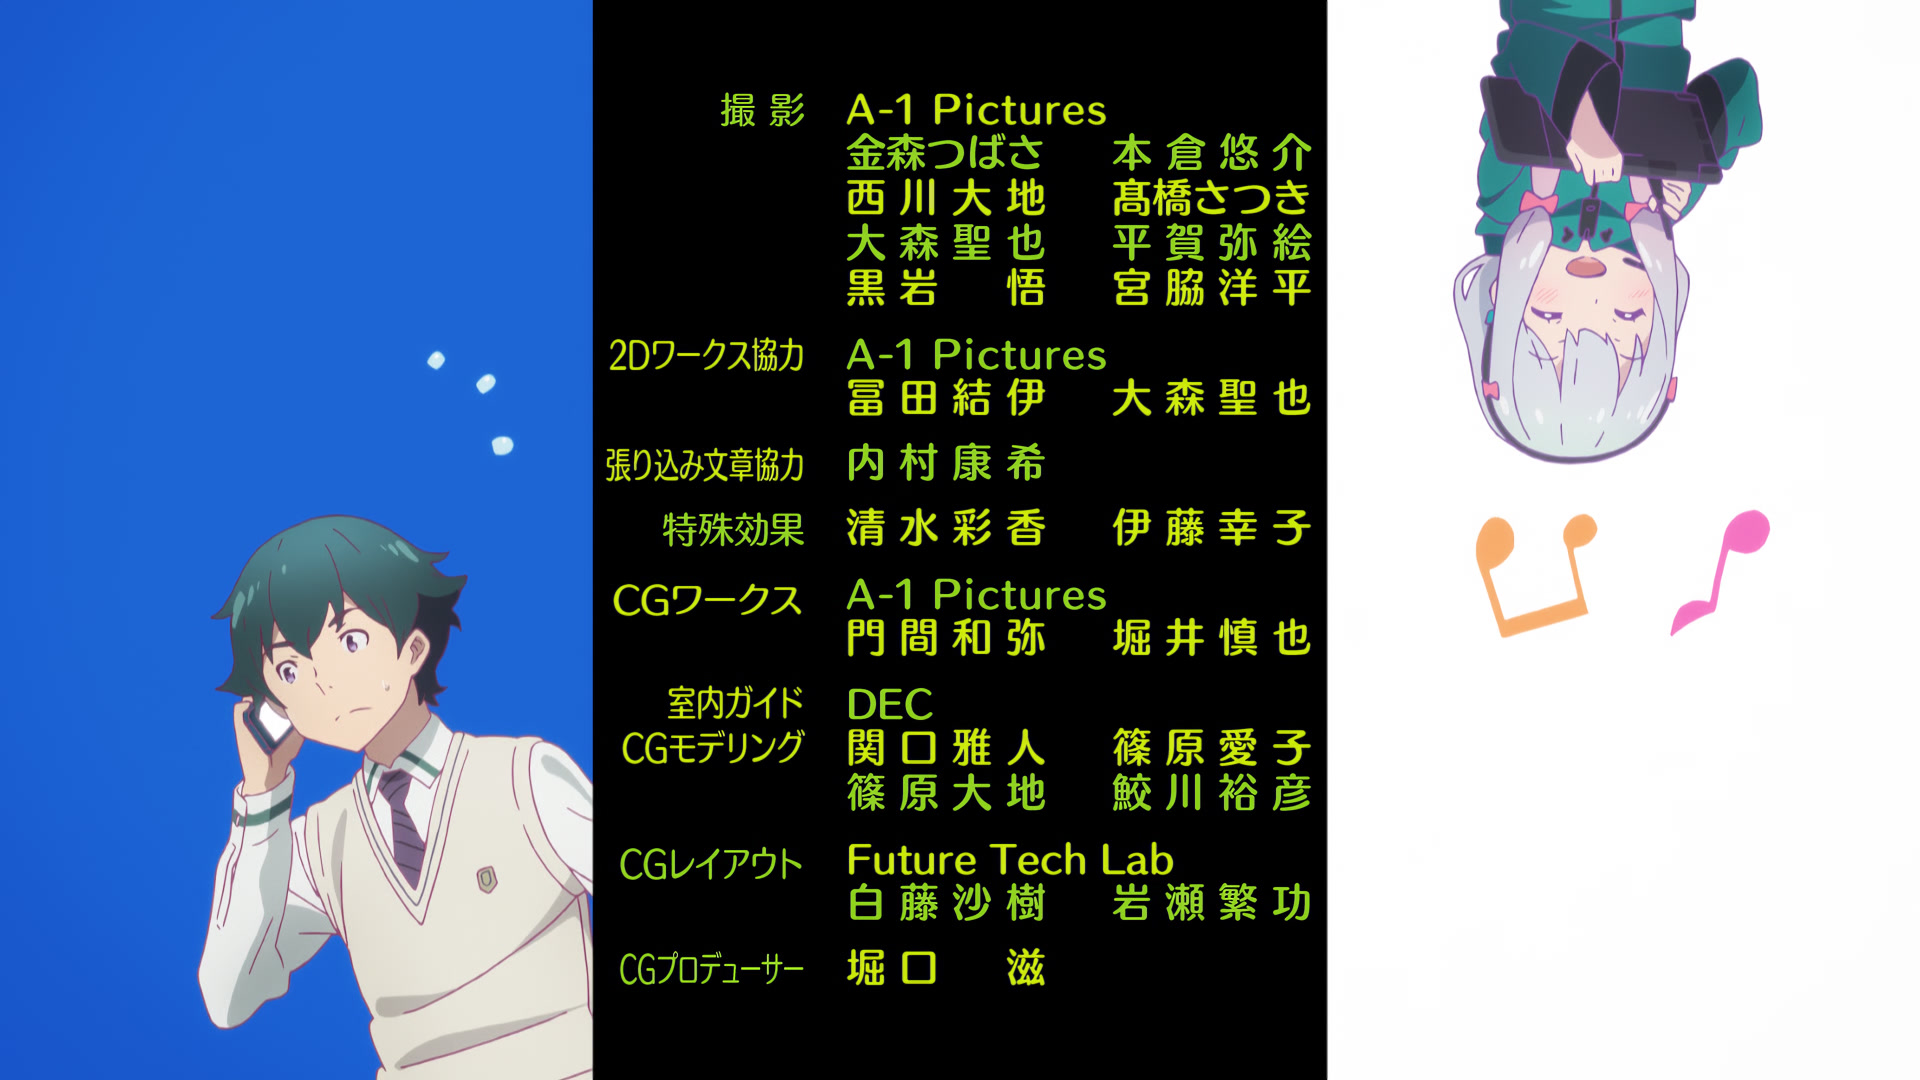 撮影 A-1 Pictures
金森つばさ 本倉悠介
西川大地 髙橋さつき
大森聖也 平賀弥絵
黒岩 悟 宮脇洋平
2Dワークス協力 A-1 Pictures
冨田結伊 大森聖也
張り込み文章協力 内村康希
特殊効果 清水彩香 伊藤幸子
CGワークス A-1 Pictures
門間和弥 堀井慎也
室内ガイド DEC
CGモデリング 関口雅人 篠原愛子
篠原大地 鮫川裕彦
CGレイアウト Future Tech Lab
白藤沙樹 岩瀬繁功
CGプロデューサー 堀口 滋